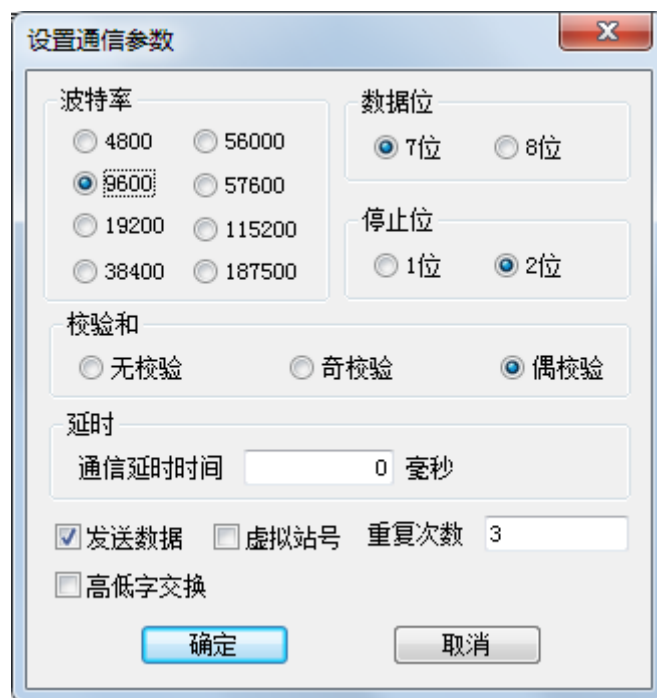 设置通信参数
波特率
4800 56000
9600 57600
19200 115200
38400 187500
数据位
7位 8位
停止位
1位 2位
校验和
无校验 奇校验 偶校验
延时
通信延时时间 0 毫秒
发送数据 虚拟站号 重复次数 3
高低字交换
确定 取消